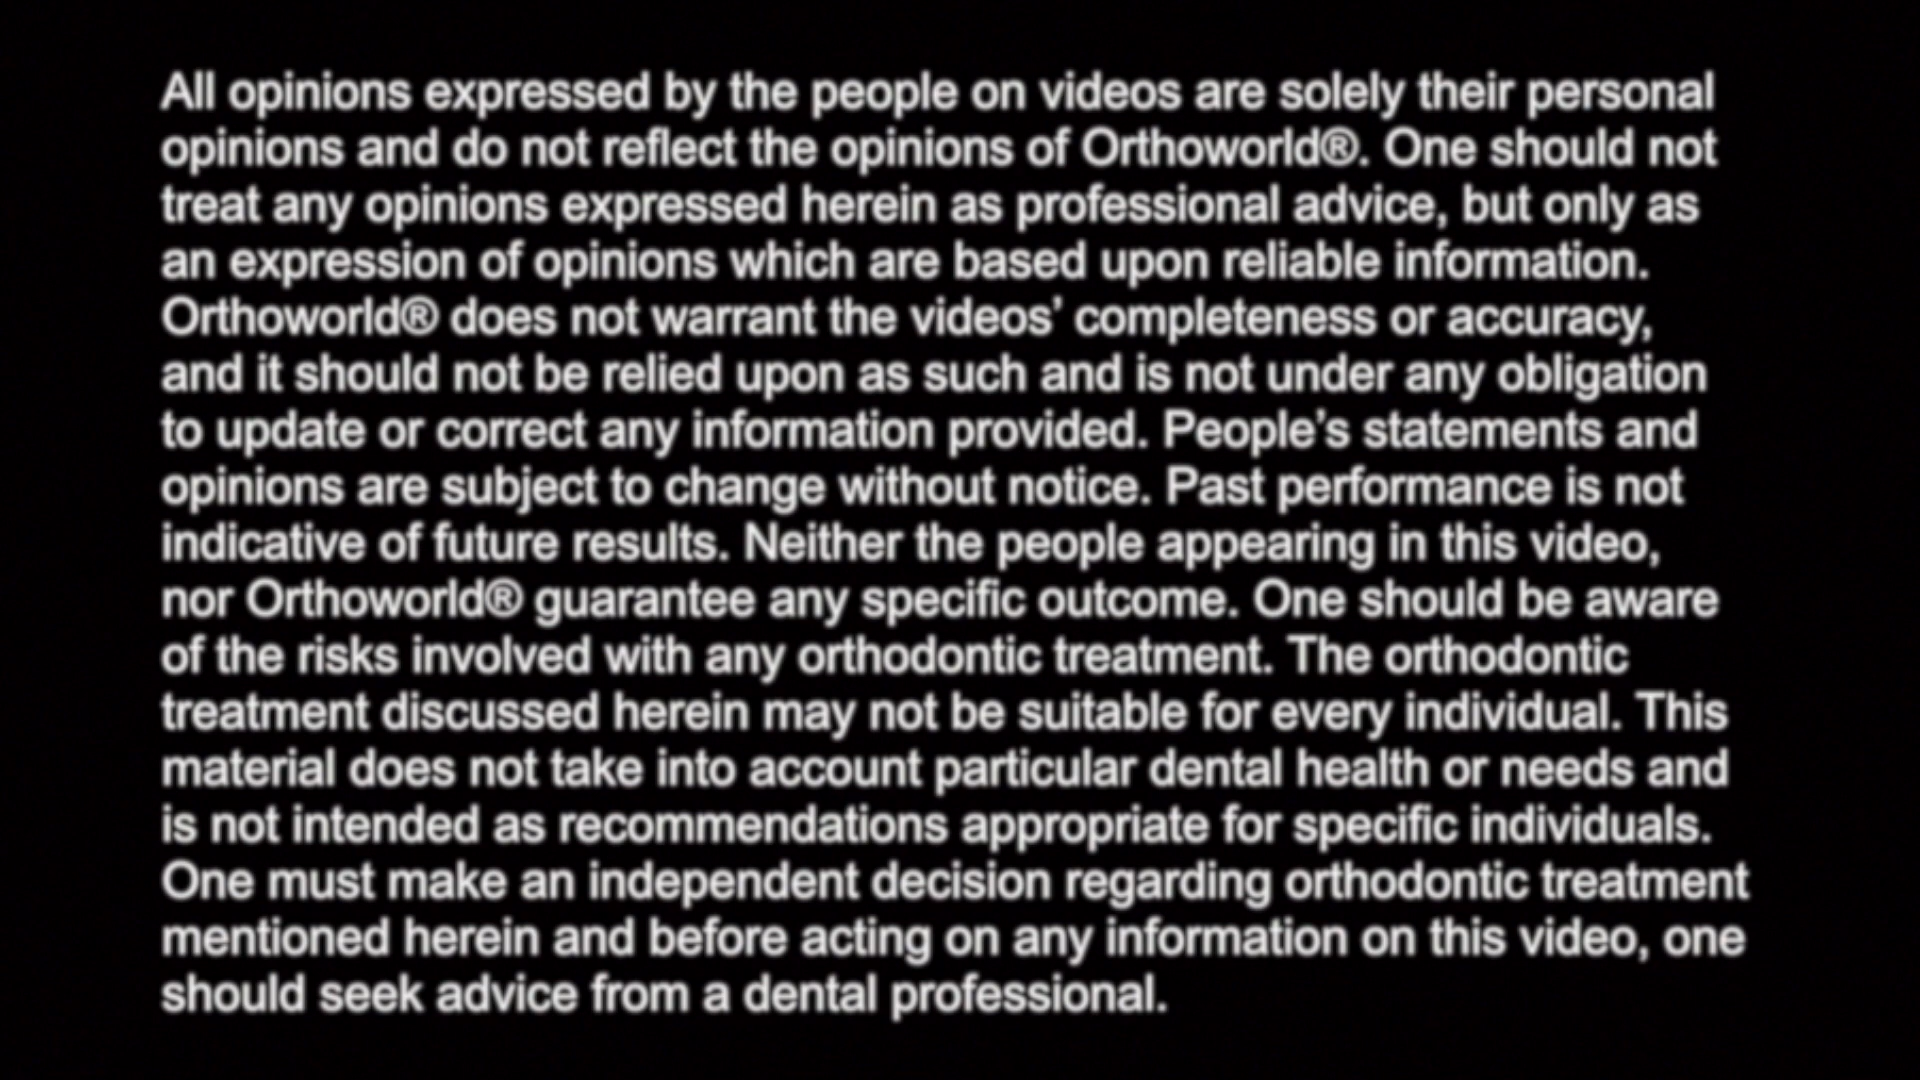 All opinions expressed by the people on videos are solely their personal
opinions and do not reflect the opinions of Orthoworld®. One should not
treat any opinions expressed herein as professional advice, but only as
an expression of opinions which are based upon reliable information.
Orthoworld® does not warrant the videos’ completeness or accuracy,
and it should not be relied upon as such and is not under any obligation
to update or correct any information provided. People’s statements and
opinions are subject to change without notice. Past performance is not
indicative of future results. Neither the people appearing in this video,
nor Orthoworld® guarantee any specific outcome. One should be aware
of the risks involved with any orthodontic treatment. The orthodontic
treatment discussed herein may not be suitable for every individual. This
material does not take into account particular dental health or needs and
is not intended as recommendations appropriate for specific individuals.
One must make an independent decision regarding orthodontic treatment
mentioned herein and before acting on any information on this video, one
should seek advice from a dental professional.